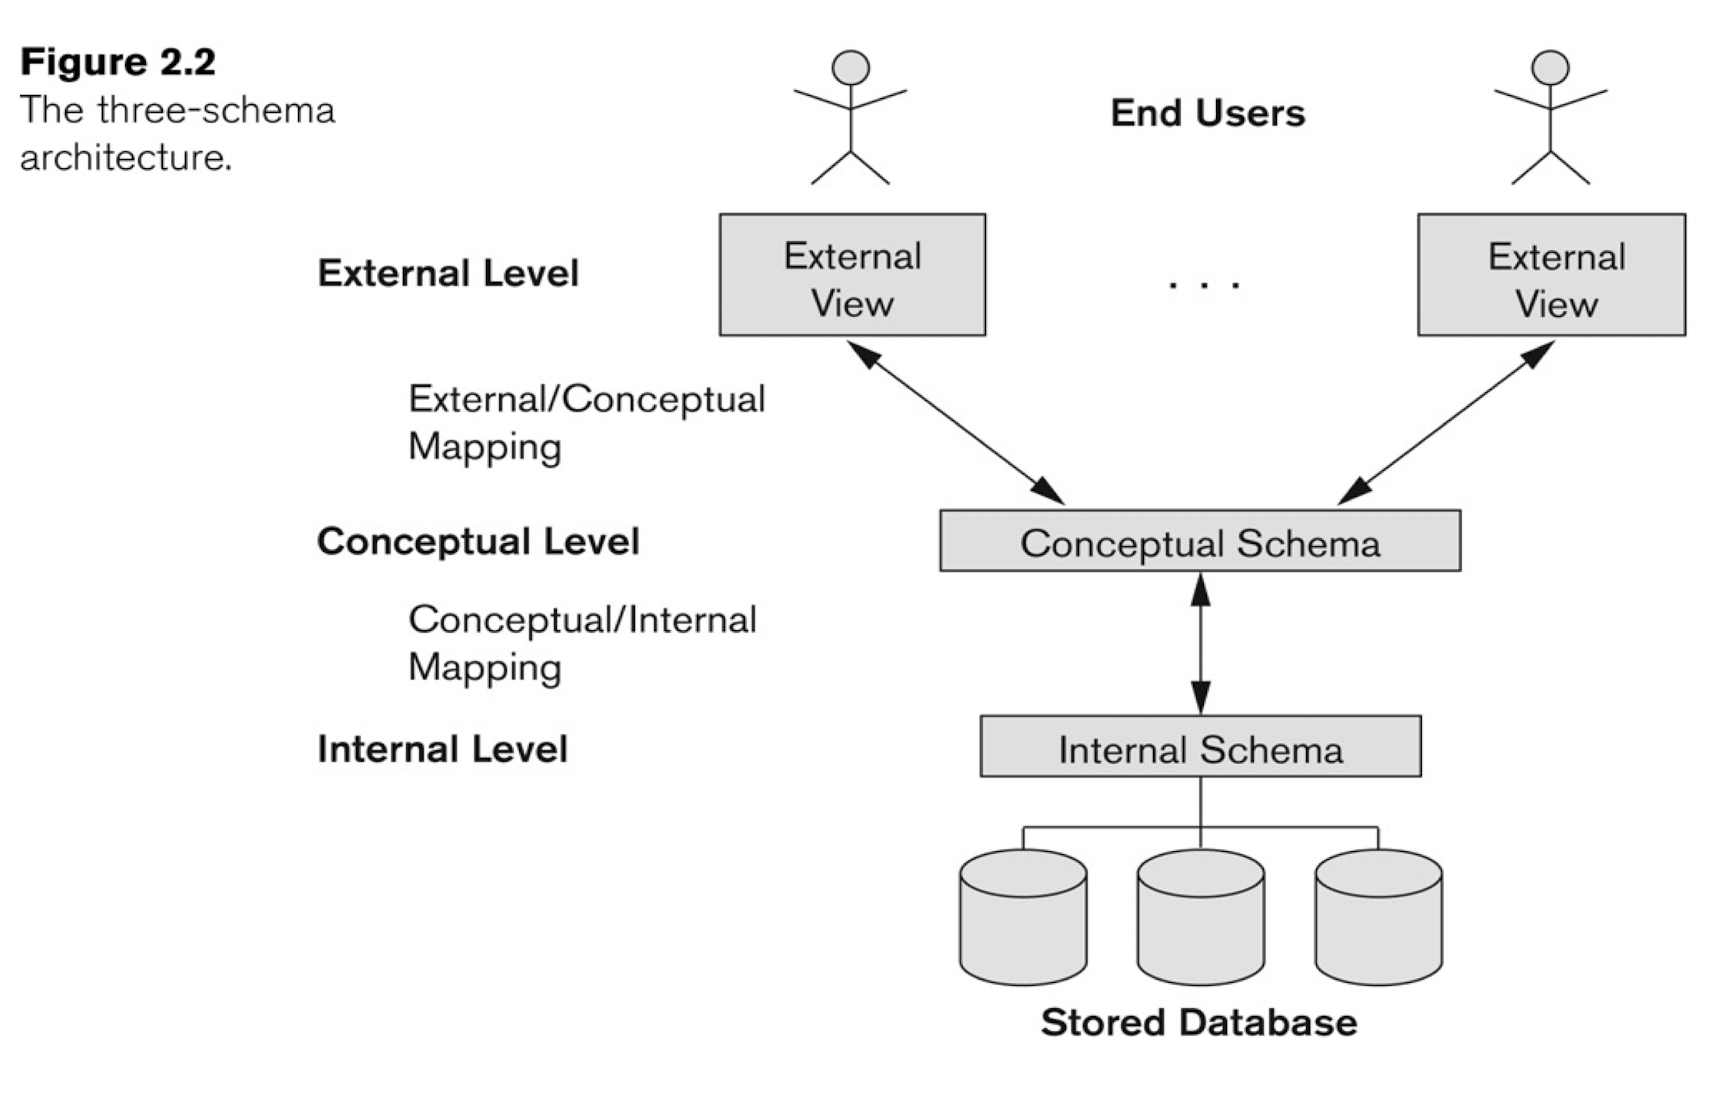 Figure 2.2
The three-schema
architecture.
End Users
External Level
External
View
. . .
External
View
External/Conceptual
Mapping
Conceptual Level
Conceptual Schema
Conceptual/Internal
Mapping
Internal Level
Internal Schema
Stored Database